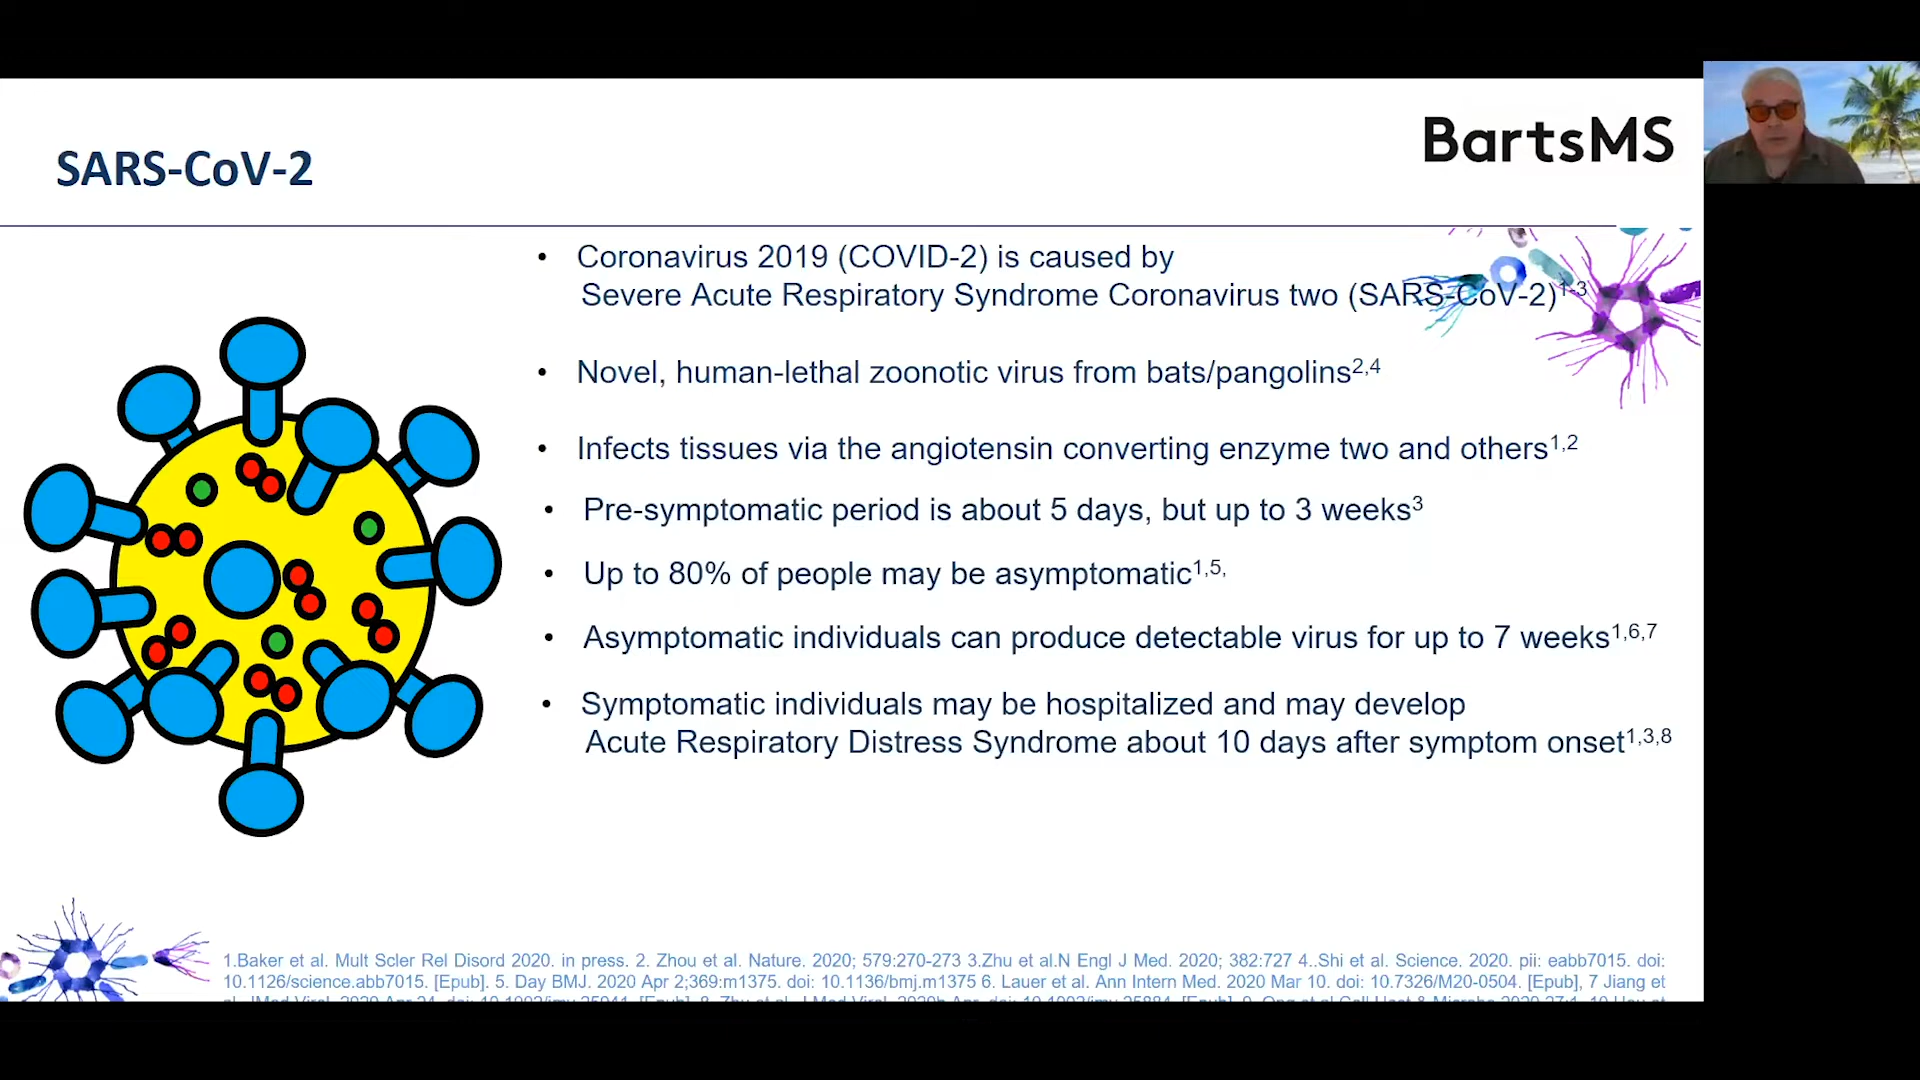 SARS-CoV-2
BartsMS
• Coronavirus 2019 (COVID-2) is caused by
Severe Acute Respiratory Syndrome Coronavirus two (SARS-CoV-2)1-3
• Novel, human-lethal zoonotic virus from bats/pangolins2,4
• Infects tissues via the angiotensin converting enzyme two and others1,2
• Pre-symptomatic period is about 5 days, but up to 3 weeks3
• Up to 80% of people may be asymptomatic1,5,
• Asymptomatic individuals can produce detectable virus for up to 7 weeks1,6,7
• Symptomatic individuals may be hospitalized and may develop
Acute Respiratory Distress Syndrome about 10 days after symptom onset1,3,8
1.Baker et al. Mult Scler Rel Disord 2020. in press. 2. Zhou et al. Nature. 2020; 579:270-273 3.Zhu et al.N Engl J Med. 2020; 382:727 4..Shi et al. Science. 2020. pii: eabb7015. doi:
10.1126/science.abb7015. [Epub]. 5. Day BMJ. 2020 Apr 2;369:m1375. doi: 10.1136/bmj.m1375 6. Lauer et al. Ann Intern Med. 2020 Mar 10. doi: 10.7326/M20-0504. [Epub], 7 Jiang et